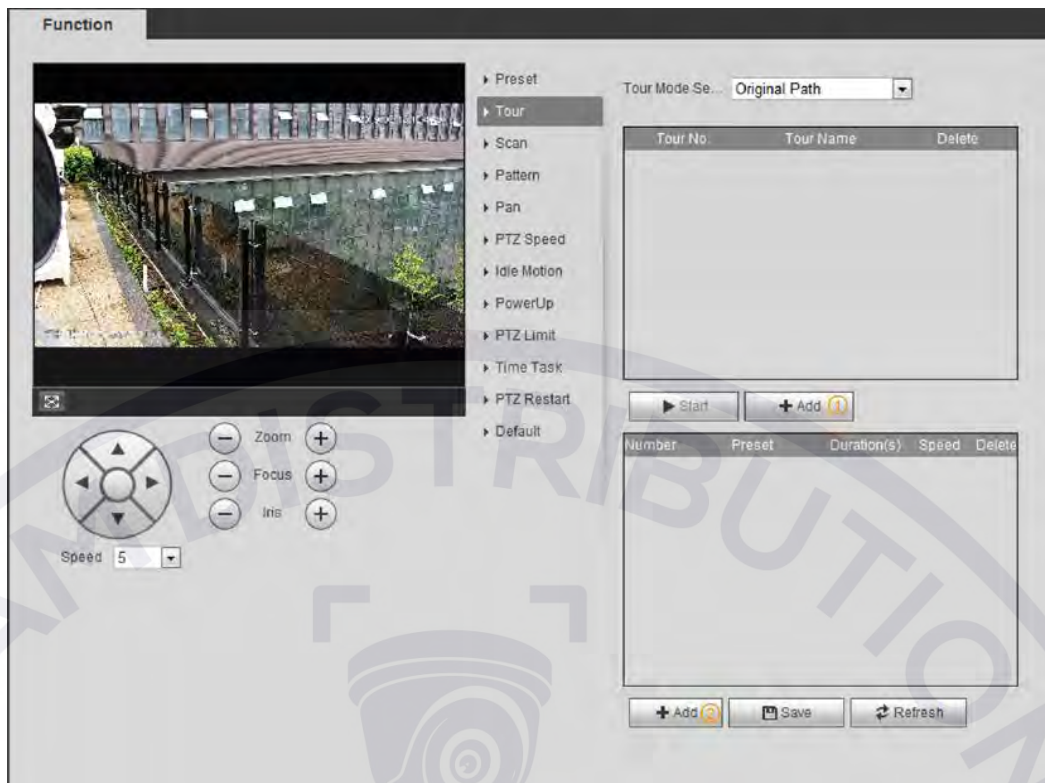 Function
Preset
Tour
Scan
Pattern
Pan
PTZ Speed
Idle Motion
PowerUp
PTZ Limit
Time Task
PTZ Restart
Default
Zoom
Focus
Iris
Speed 5
Tour Mode Se... Original Path
Tour No. Tour Name Delete
Start Add 1
Number Preset Duration(s) Speed Delete
Add 2 Save Refresh
DISTRIBUTION